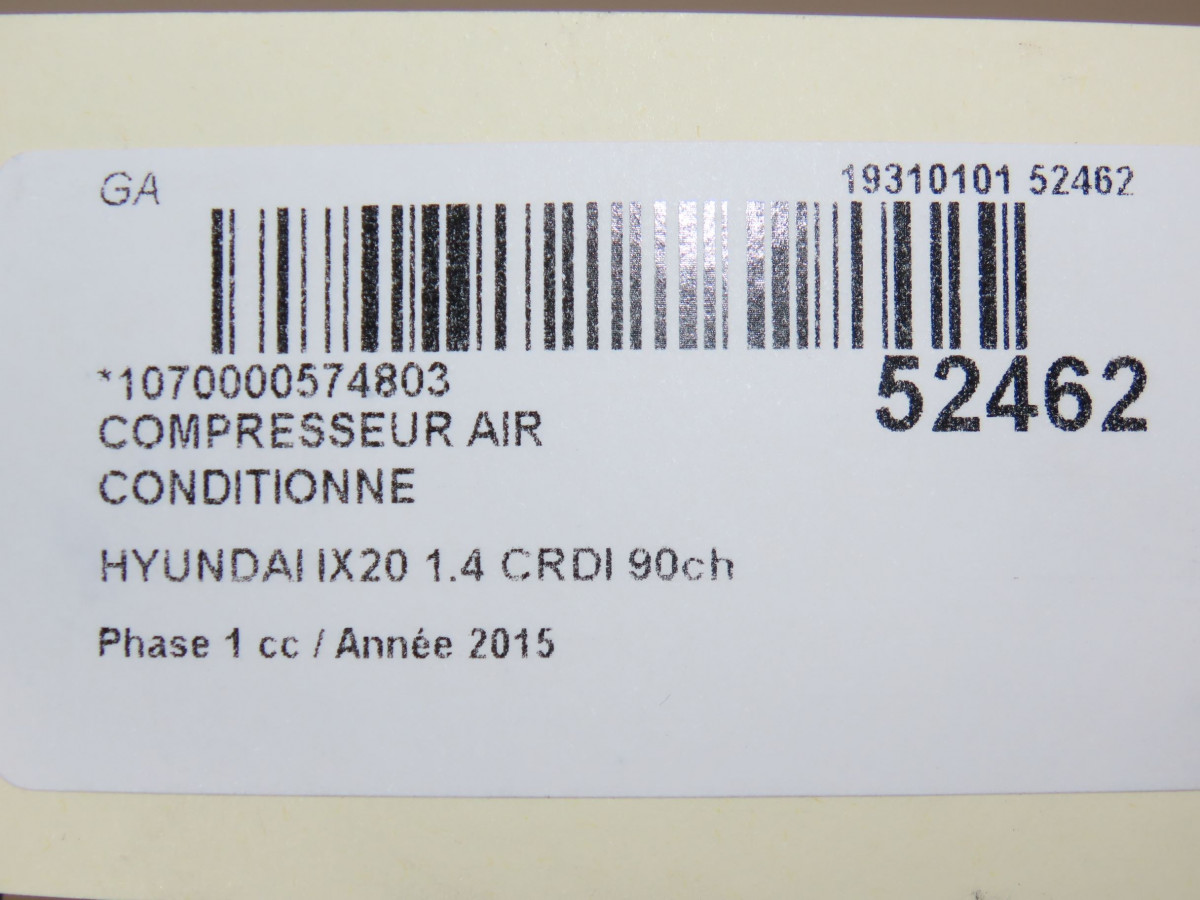 GA 19310101 52462
*1070000574803 52462
COMPRESSEUR AIR
CONDITIONNE
HYUNDAI IX20 1.4 CRDI 90ch
Phase 1 cc / Année 2015